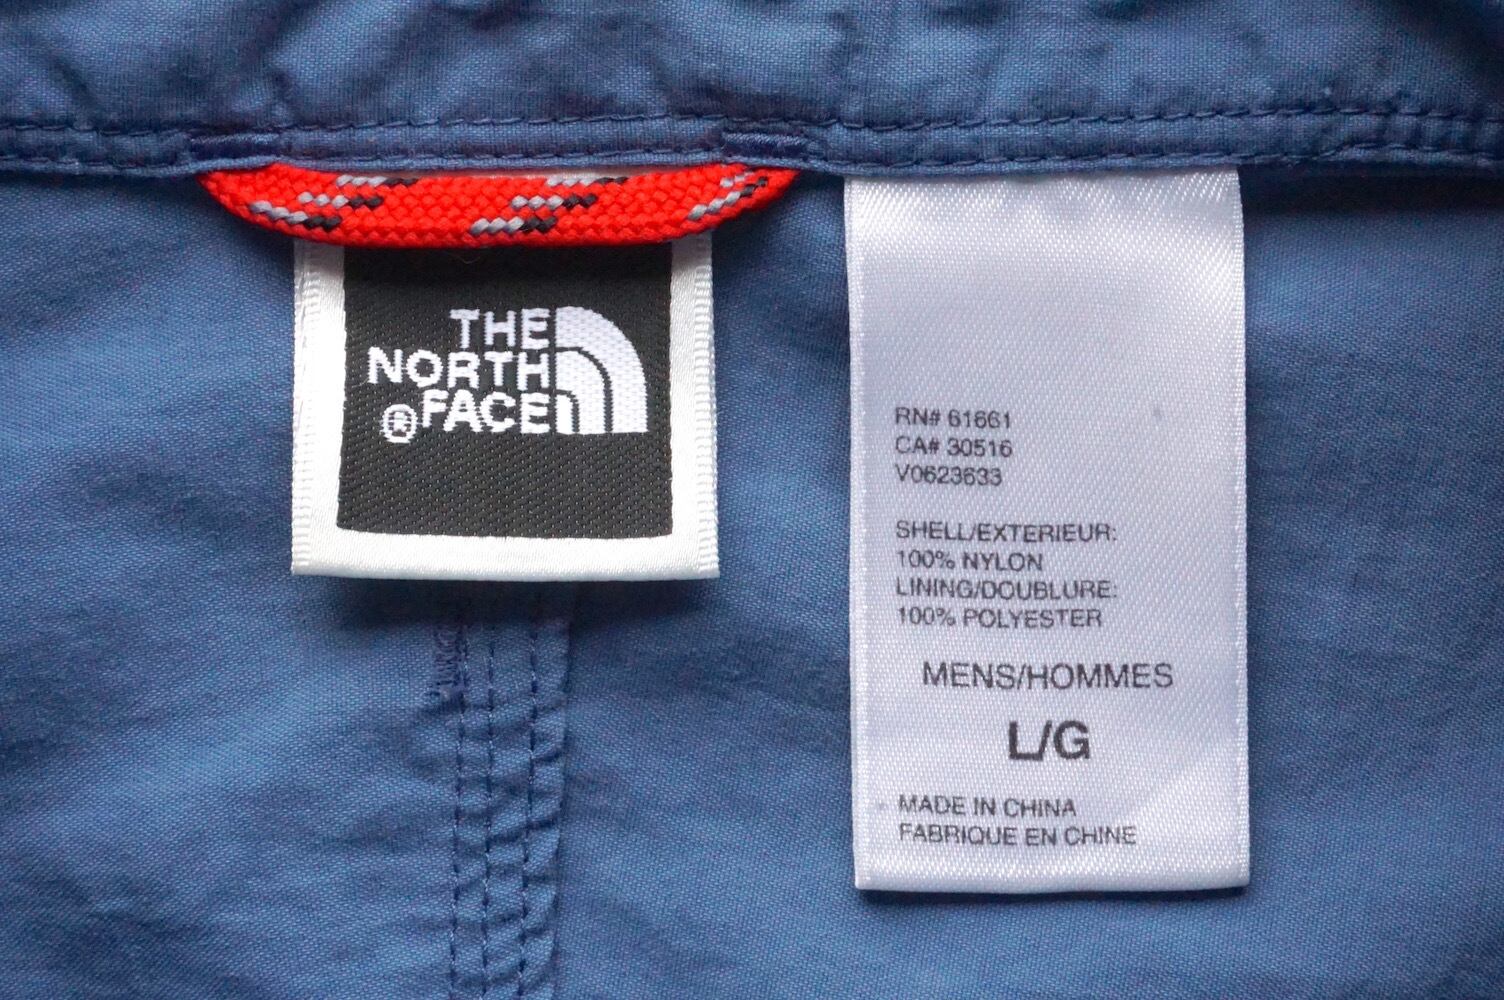 THE
NORTH
® FACE
RN# 61661
CA# 30516
V0623633
SHELL/EXTERIEUR:
100% NYLON
LINING/DOUBLURE:
100% POLYESTER
MENS/HOMMES
L/G
MADE IN CHINA
FABRIQUE EN CHINE